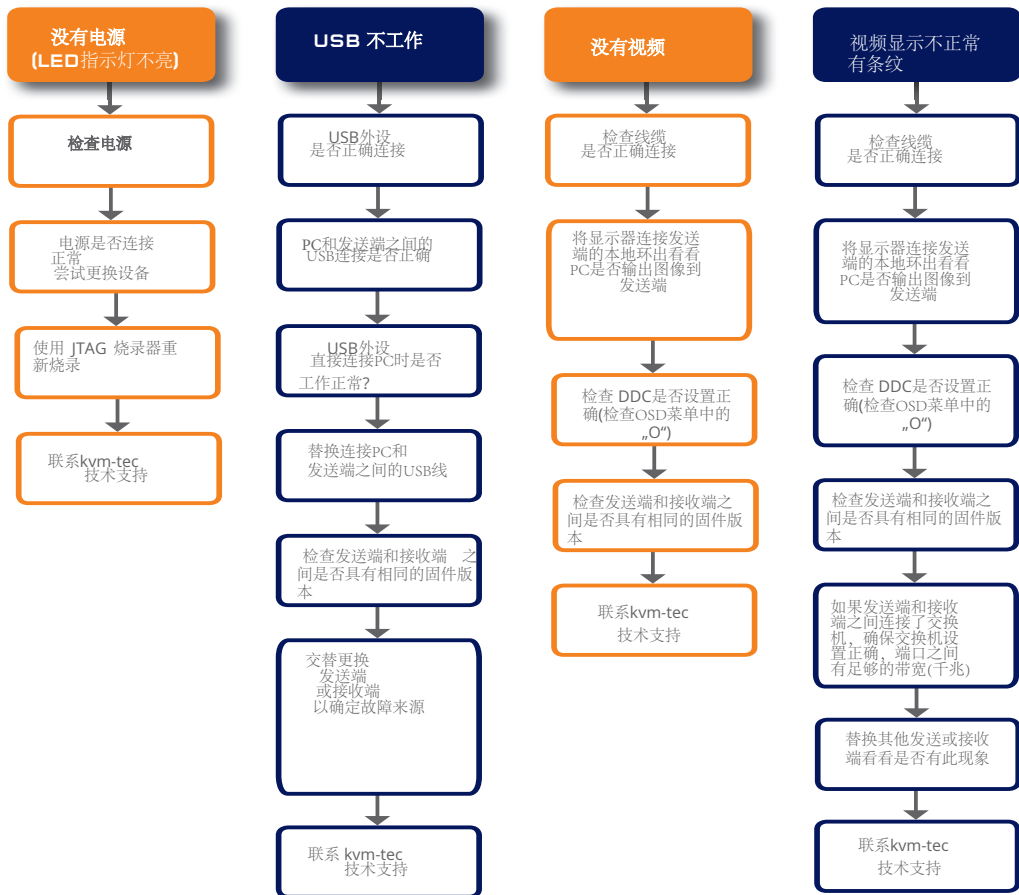 没有电源
(LED指示灯不亮)
检查电源
电源是否连接
正常
尝试更换设备
使用 JTAG 烧录器重
新烧录
联系kvm-tec
技术支持
USB 不工作
USB外设
是否正确连接
PC和发送端之间的
USB连接是否正确
USB外设
直接连接PC时是否
工作正常?
替换连接PC和
发送端之间的USB线
检查发送端和接收端 之
间是否具有相同的固件版
本
交替更换
发送端
或接收端
以确定故障来源
联系 kvm-tec
技术支持
没有视频
检查线缆
是否正确连接
将显示器连接发送
端的本地环出看看
PC是否输出图像到
发送端
检查 DDC是否设置正
确(检查OSD菜单中的
„O“)
检查发送端和接收端之
间是否具有相同的固件版
本
联系kvm-tec
技术支持
视频显示不正常
有条纹
检查线缆
是否正确连接
将显示器连接发送
端的本地环出看看
PC是否输出图像到
发送端
检查 DDC是否设置正
确(检查OSD菜单中的
„O“)
检查发送端和接收端之
间是否具有相同的固件版
本
如果发送端和接收
端之间连接了交换
机，确保交换机设
置正确，端口之间
有足够的带宽(千兆)
替换其他发送或接收
端看看是否有此现象
联系kvm-tec
技术支持